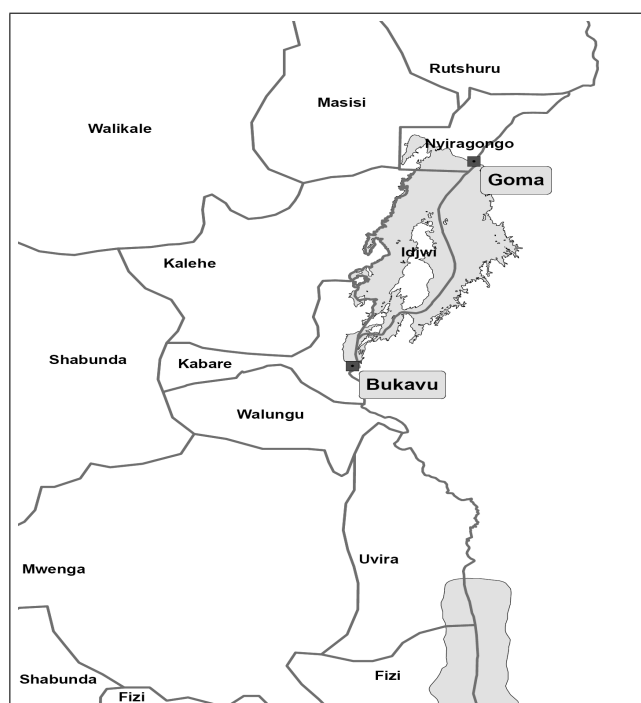 Rutshuru
Masisi
Walikale
Nyiragongo
Goma
Idjwi
Kalehe
Shabunda
Kabare
Bukavu
Walungu
Uvira
Mwenga
Shabunda
Fizi
Fizi